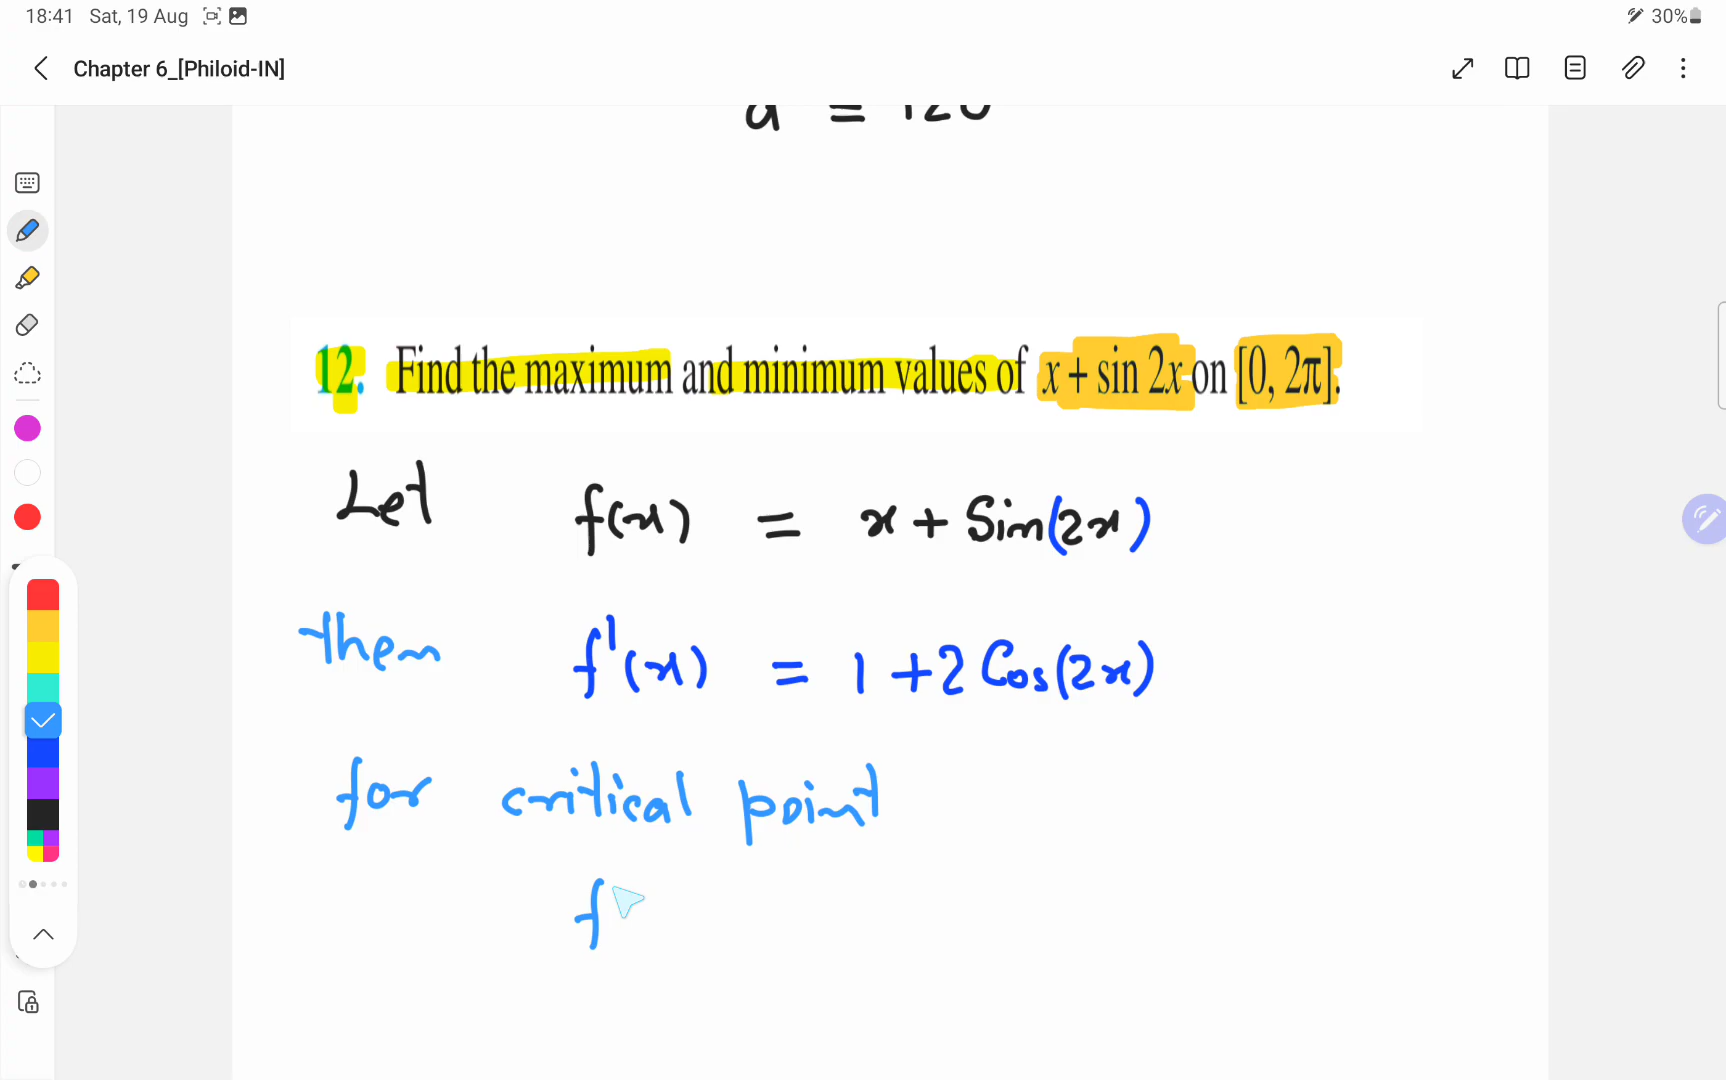 18:41 Sat, 19 Aug 30%
Chapter 6_[Philoid-IN]
a = 120
12. Find the maximum and minimum values of x + sin 2x on [0, 2π].
Let f(x) = x + Sin(2x)
then f'(x) = 1 + 2 Cos(2x)
for critical point
f